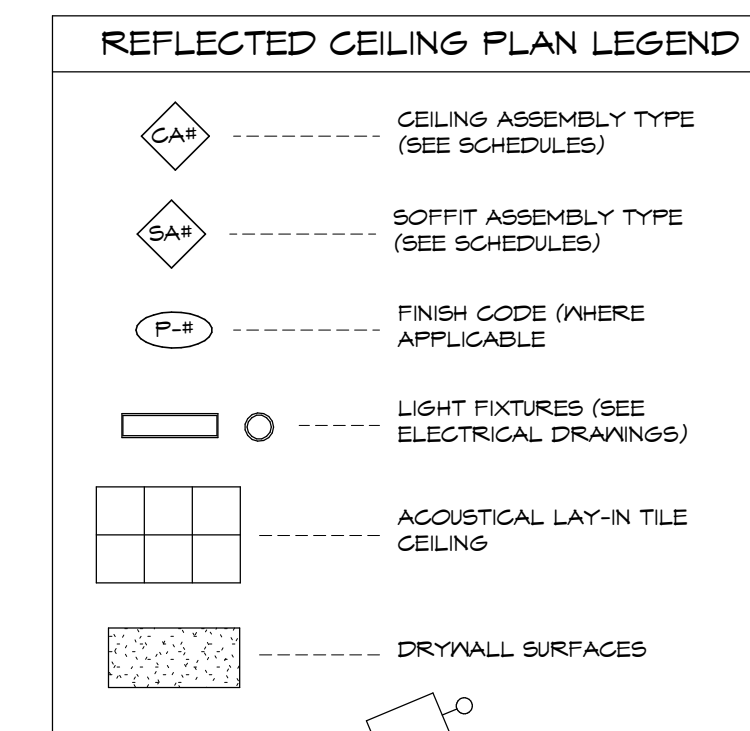 REFLECTED CEILING PLAN LEGEND
CA#
CEILING ASSEMBLY TYPE
(SEE SCHEDULES)
SA#
SOFFIT ASSEMBLY TYPE
(SEE SCHEDULES)
P-#
FINISH CODE (WHERE
APPLICABLE
LIGHT FIXTURES (SEE
ELECTRICAL DRAWINGS)
ACOUSTICAL LAY-IN TILE
CEILING
DRYWALL SURFACES